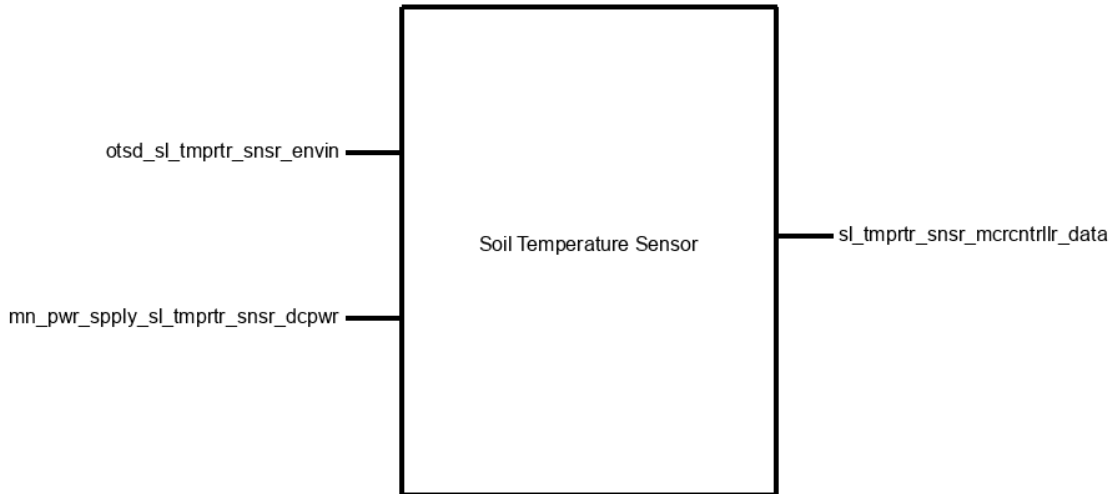 otsd_sl_tmprtr_snsr_envin
mn_pwr_spply_sl_tmprtr_snsr_dcpwr
Soil Temperature Sensor
sl_tmprtr_snsr_mcrcntrllr_data